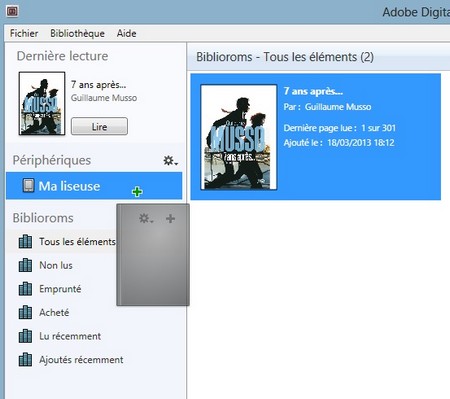 Adobe Digita
Fichier Bibliothèque Aide
Dernière lecture
MUSSO
7 ans après...
7 ans après...
Guillaume Musso
Lire
Périphériques
Ma liseuse
Biblioroms
Tous les éléments
Non lus
Emprunté
Acheté
Lu récemment
Ajoutés récemment
Biblioroms - Tous les éléments (2)
MUSSO
7 ans après...
7 ans après...
Par : Guillaume Musso
Dernière page lue : 1 sur 301
Ajouté le : 18/03/2013 18:12